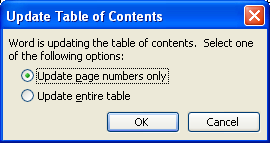 Update Table of Contents
Word is updating the table of contents.  Select one
of the following options:
Update page numbers only
Update entire table
OK
Cancel